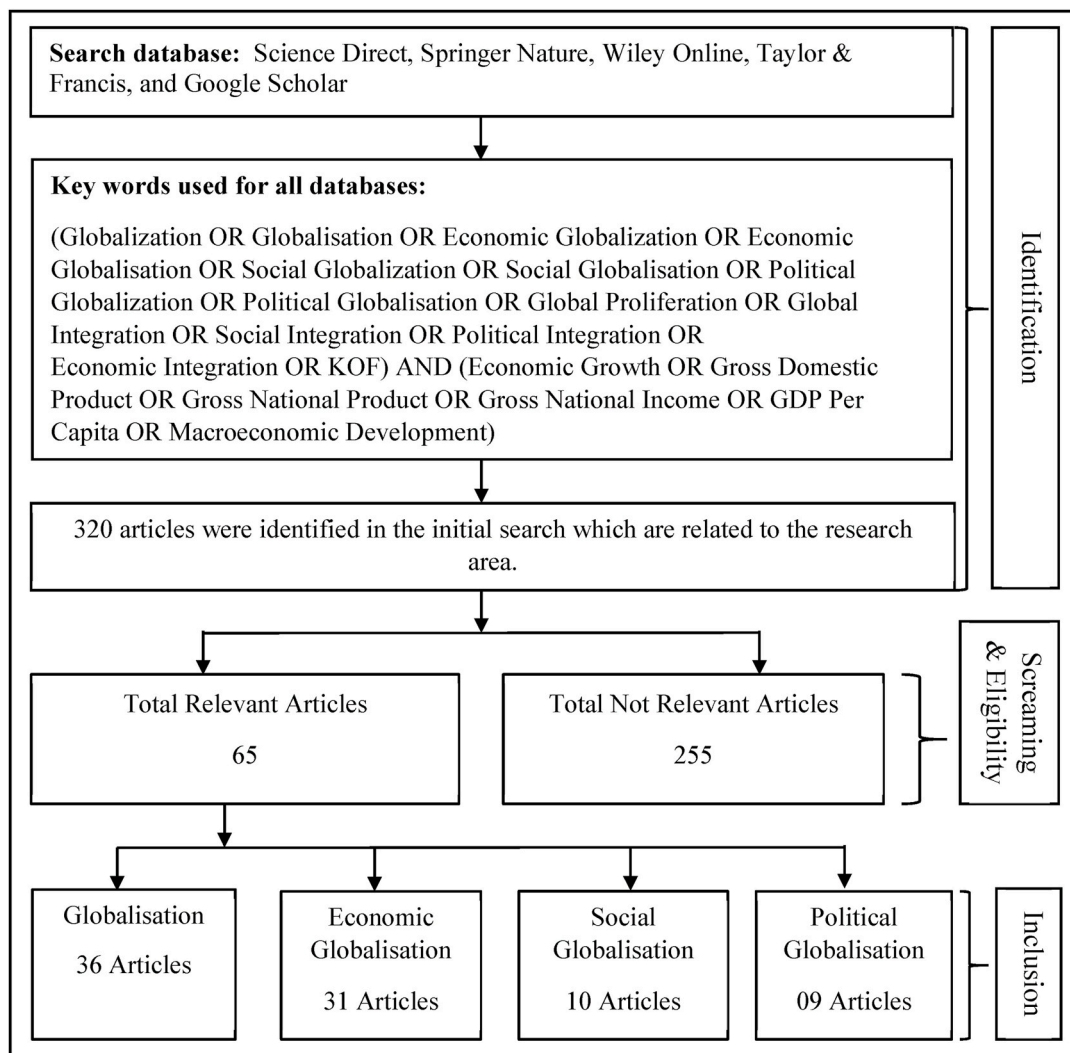 Search database: Science Direct, Springer Nature, Wiley Online, Taylor &
Francis, and Google Scholar
Key words used for all databases:
(Globalization OR Globalisation OR Economic Globalization OR Economic
Globalisation OR Social Globalization OR Social Globalisation OR Political
Globalization OR Political Globalisation OR Global Proliferation OR Global
Integration OR Social Integration OR Political Integration OR
Economic Integration OR KOF) AND (Economic Growth OR Gross Domestic
Product OR Gross National Product OR Gross National Income OR GDP Per
Capita OR Macroeconomic Development)
320 articles were identified in the initial search which are related to the research
area.
Identification
Total Relevant Articles
65
Total Not Relevant Articles
255
Screaming
& Eligibility
Globalisation
36 Articles
Economic
Globalisation
31 Articles
Social
Globalisation
10 Articles
Political
Globalisation
09 Articles
Inclusion